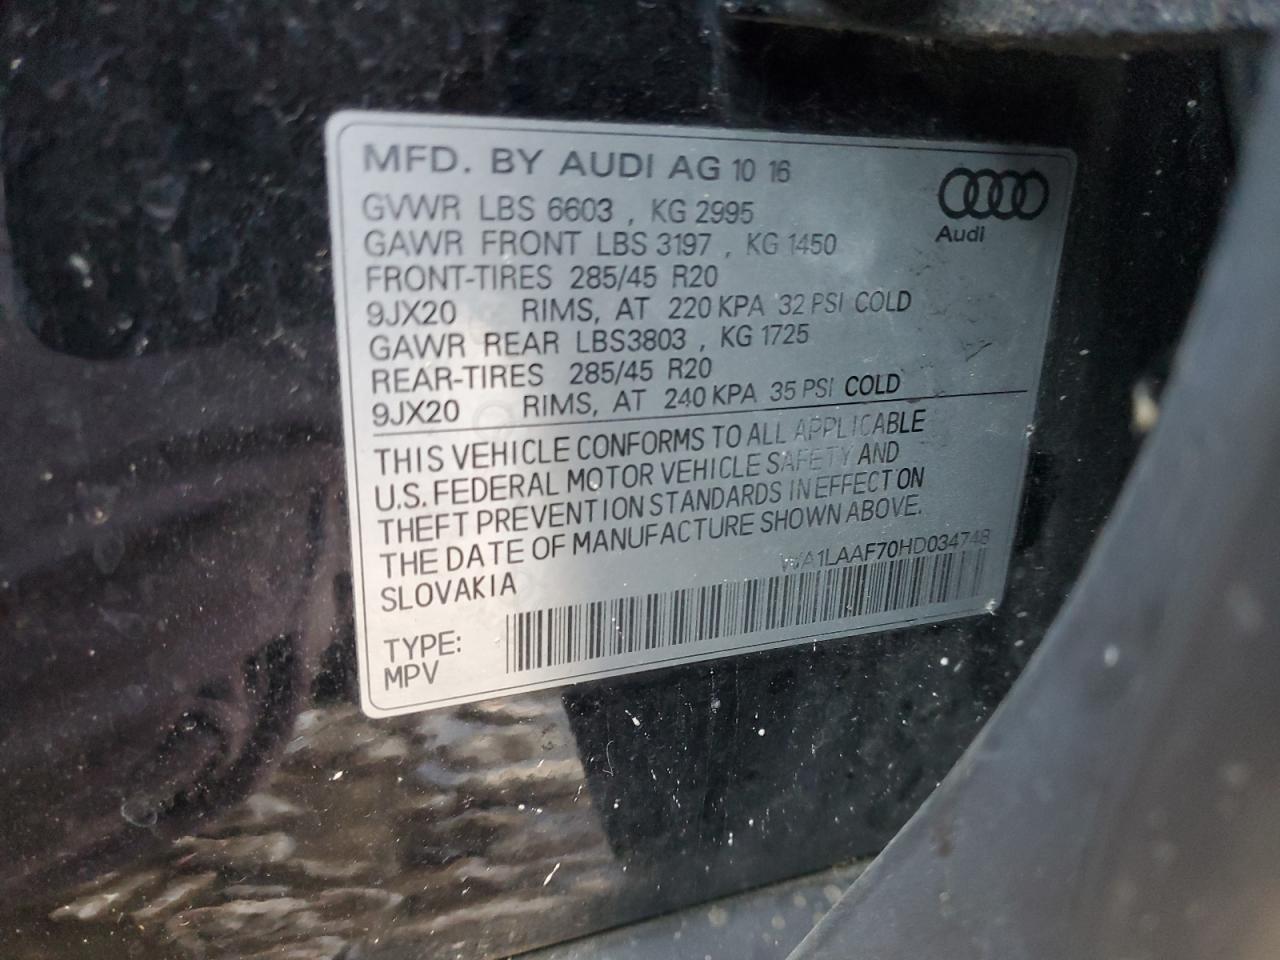 MFD. BY AUDI AG 10 16
GVWR LBS 6603 , KG 2995
GAWR FRONT LBS 3197 , KG 1450
FRONT-TIRES 285/45 R20
9JX20 RIMS, AT 220 KPA 32 PSI COLD
GAWR REAR LBS3803 , KG 1725
REAR-TIRES 285/45 R20
9JX20 RIMS, AT 240 KPA 35 PSI COLD
Audi
THIS VEHICLE CONFORMS TO ALL APPLICABLE
U.S. FEDERAL MOTOR VEHICLE SAFETY AND
THEFT PREVENTION STANDARDS IN EFFECT ON
THE DATE OF MANUFACTURE SHOWN ABOVE.
SLOVAKIA
WA1LAAF70HD034748
TYPE:
MPV